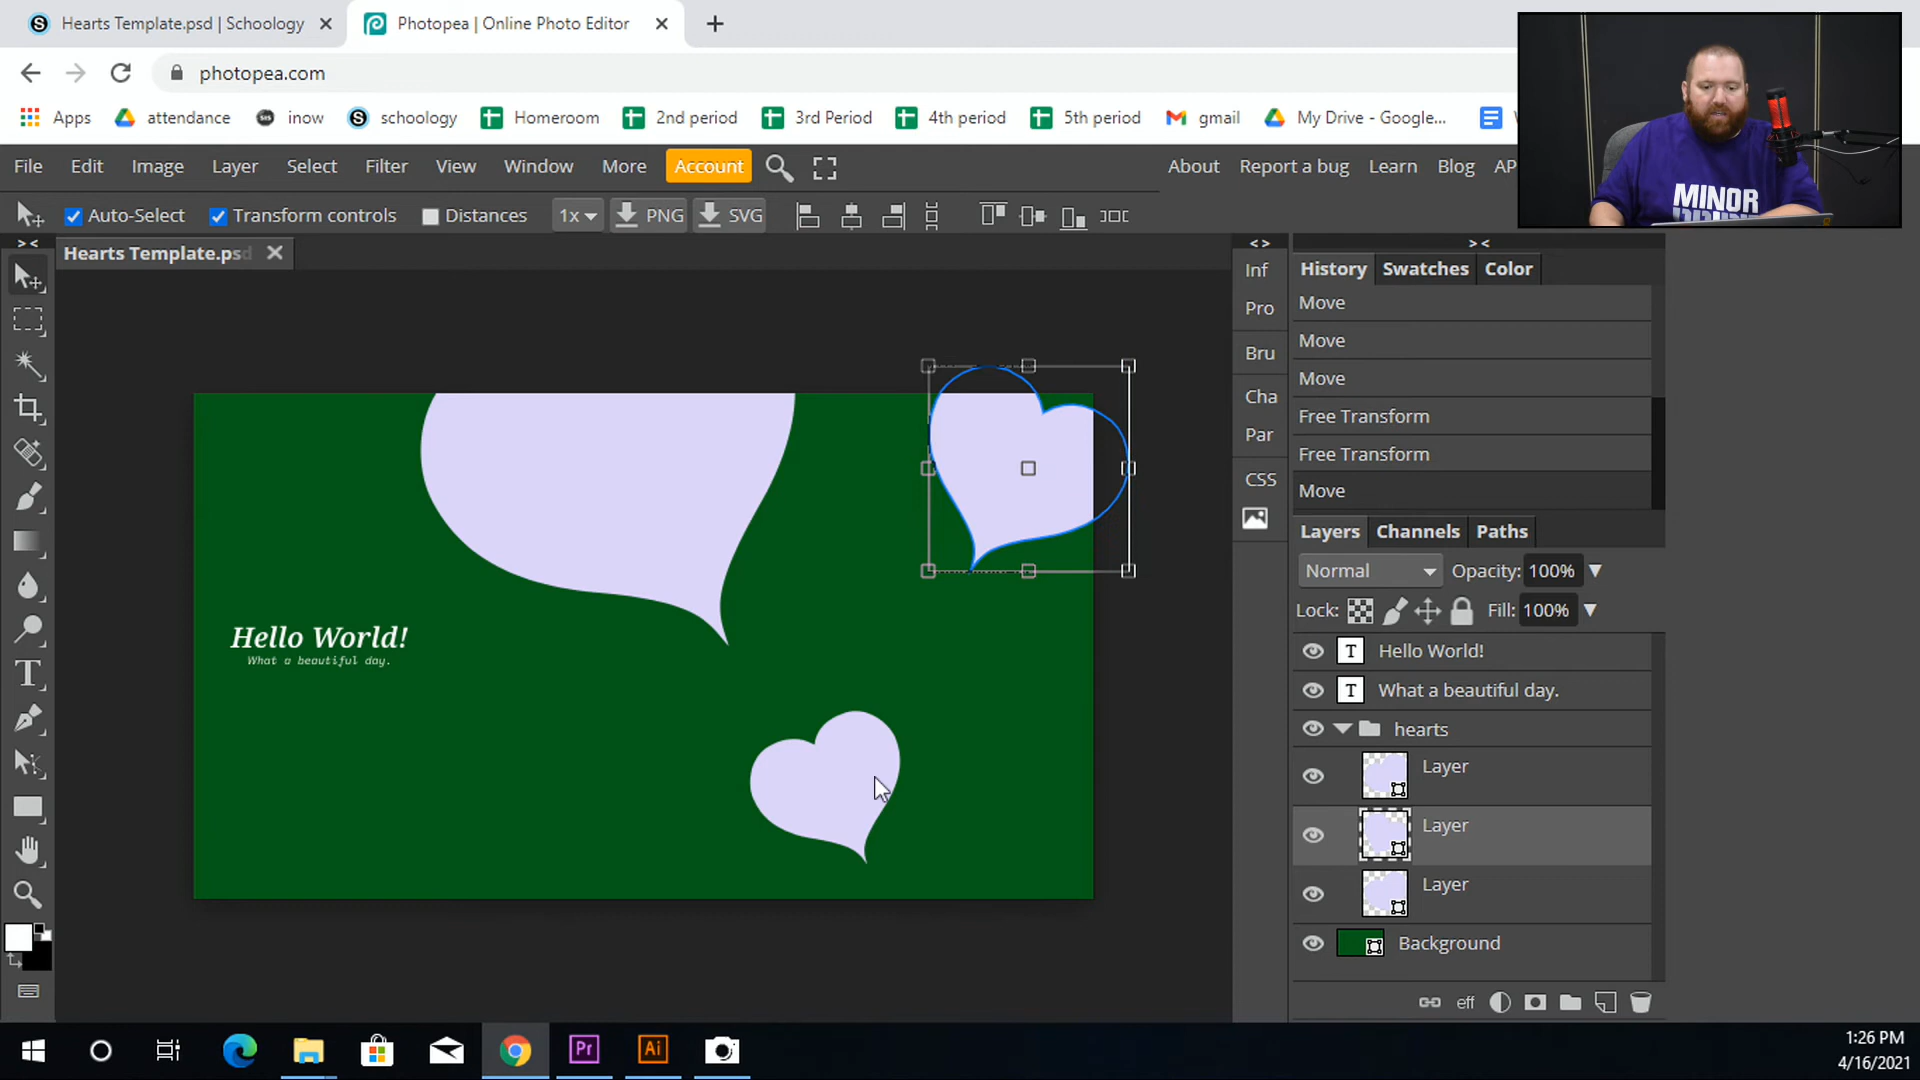 Hearts Template.psd | Schoology
Photopea | Online Photo Editor
photopea.com
Apps attendance inow schoology Homeroom 2nd period 3rd Period 4th period 5th period gmail My Drive - Google...
File Edit Image Layer Select Filter View Window More Account
About Report a bug Learn Blog AP
Auto-Select Transform controls Distances 1x PNG SVG
MINOR
Hearts Template.psd
Inf
Pro
Bru
Cha
Par
CSS
History Swatches Color
Move
Move
Move
Free Transform
Free Transform
Move
Layers Channels Paths
Normal Opacity: 100%
Lock: Fill: 100%
T Hello World!
T What a beautiful day.
hearts
Layer
Layer
Layer
Background
eff
Hello World!
What a beautiful day.
Pr
Ai
1:26 PM
4/16/2021